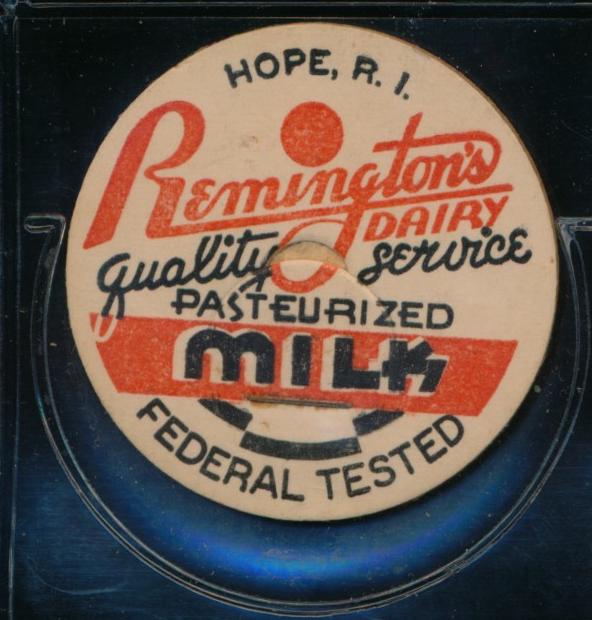 HOPE, R. I.
Remington's
DAIRY
quality service
PASTEURIZED
MILK
FEDERAL TESTED